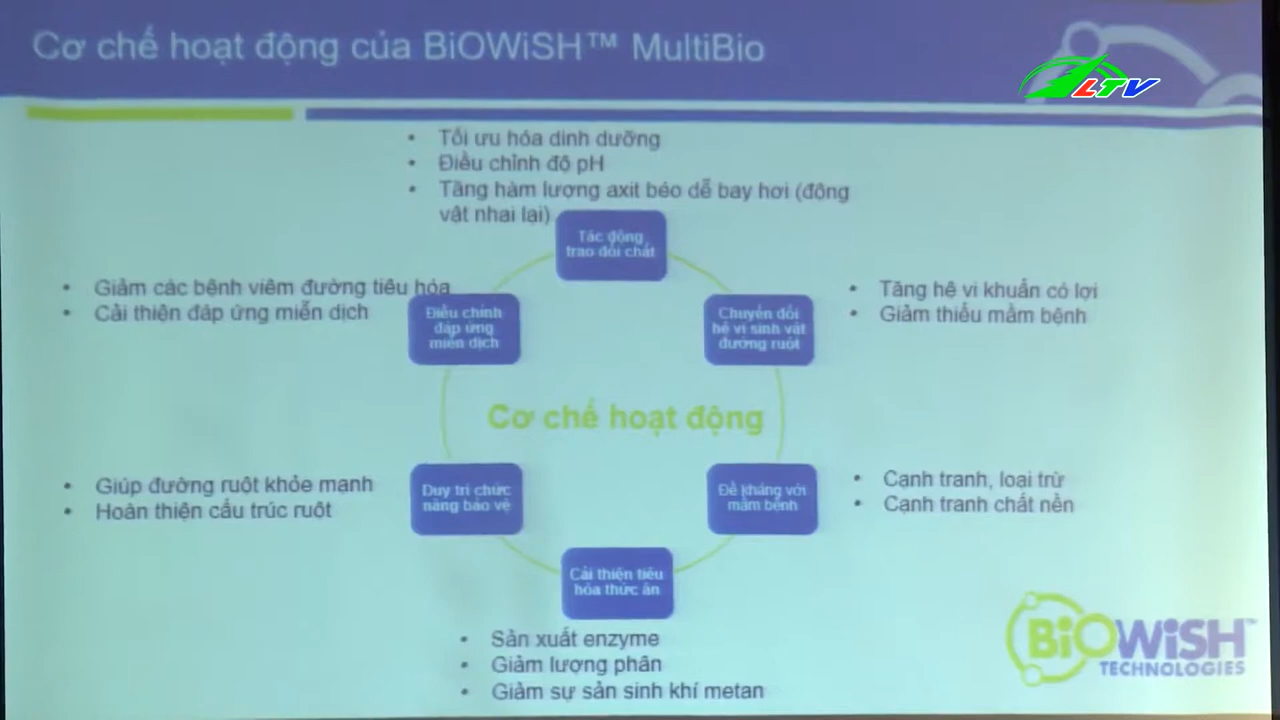 Cơ chế hoạt động của BiOWiSH™ MultiBio
LTV
• Tối ưu hóa dinh dưỡng
• Điều chỉnh độ pH
• Tăng hàm lượng axit béo dễ bay hơi (động
vật nhai lại)
Tác động
trao đổi chất
• Giảm các bệnh viêm đường tiêu hóa
• Cải thiện đáp ứng miễn dịch
Điều chỉnh
đáp ứng
miễn dịch
Chuyển đổi
hệ vi sinh vật
đường ruột
• Tăng hệ vi khuẩn có lợi
• Giảm thiểu mầm bệnh
Cơ chế hoạt động
• Giúp đường ruột khỏe mạnh
• Hoàn thiện cấu trúc ruột
Duy trì chức
năng bảo vệ
Đề kháng với
mầm bệnh
• Cạnh tranh, loại trừ
• Cạnh tranh chất nền
Cải thiện tiêu
hóa thức ăn
• Sản xuất enzyme
• Giảm lượng phân
• Giảm sự sản sinh khí metan
BiOWiSH™
TECHNOLOGIES